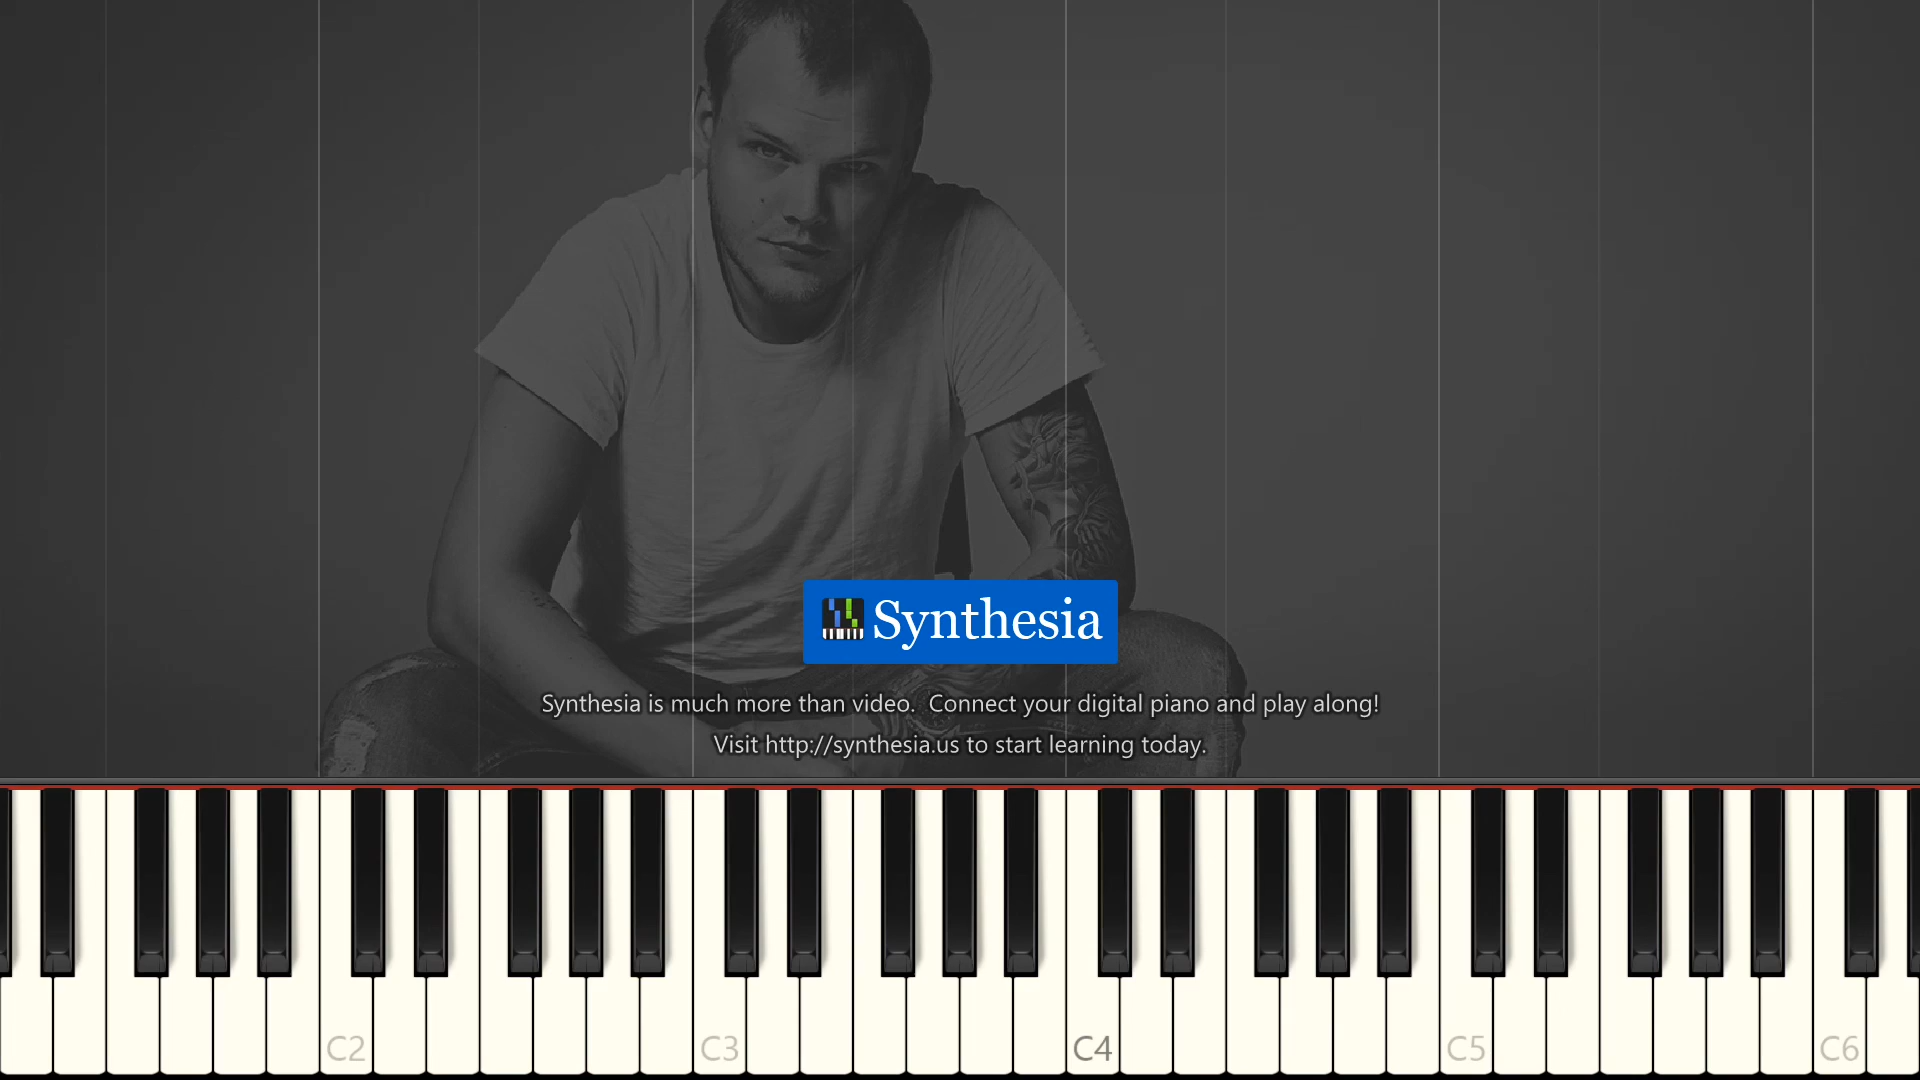 Synthesia
Synthesia is much more than video.  Connect your digital piano and play along!
Visit http://synthesia.us to start learning today.
C2 C3 C4 C5 C6